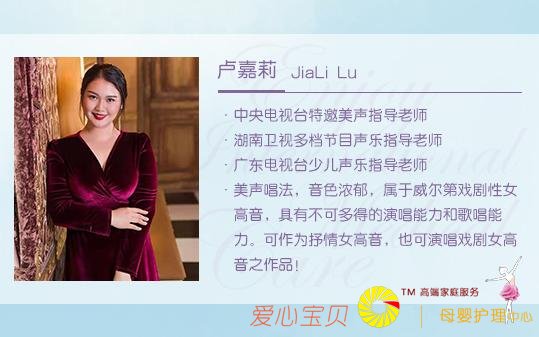 卢嘉莉 JiaLi Lu
· 中央电视台特邀美声指导老师
· 湖南卫视多档节目声乐指导老师
· 广东电视台少儿声乐指导老师
· 美声唱法，音色浓郁，属于威尔第戏剧性女
高音，具有不可多得的演唱能力和歌唱能
力。可作为抒情女高音，也可演唱戏剧女高
音之作品！
TM 高端家庭服务
爱心宝贝 母婴护理中心
Enjoy
Care